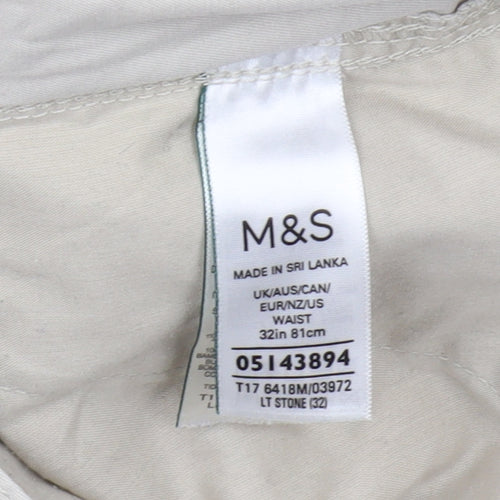 M&S
MADE IN SRI LANKA
UK/AUS/CAN/
EUR/NZ/US
WAIST
32in 81cm
05143894
T17 6418M/03972
LT STONE (32)